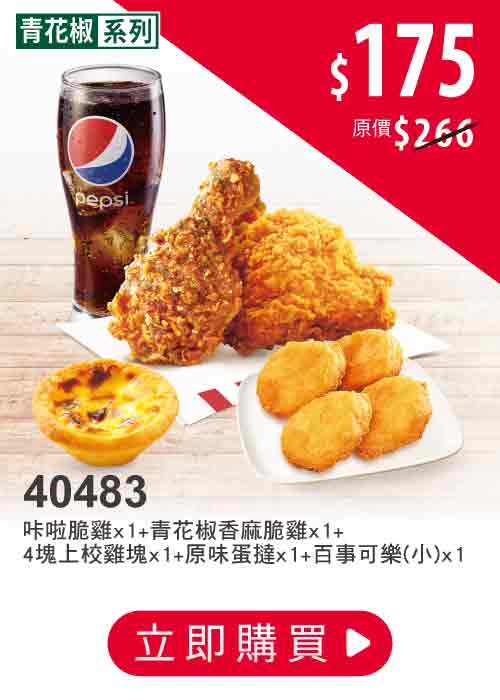 青花椒系列
$175
原價$266
pepsi
40483
咔啦脆雞x1+青花椒香麻脆雞x1+
4塊上校雞塊x1+原味蛋撻x1+百事可樂(小)x1
立即購買